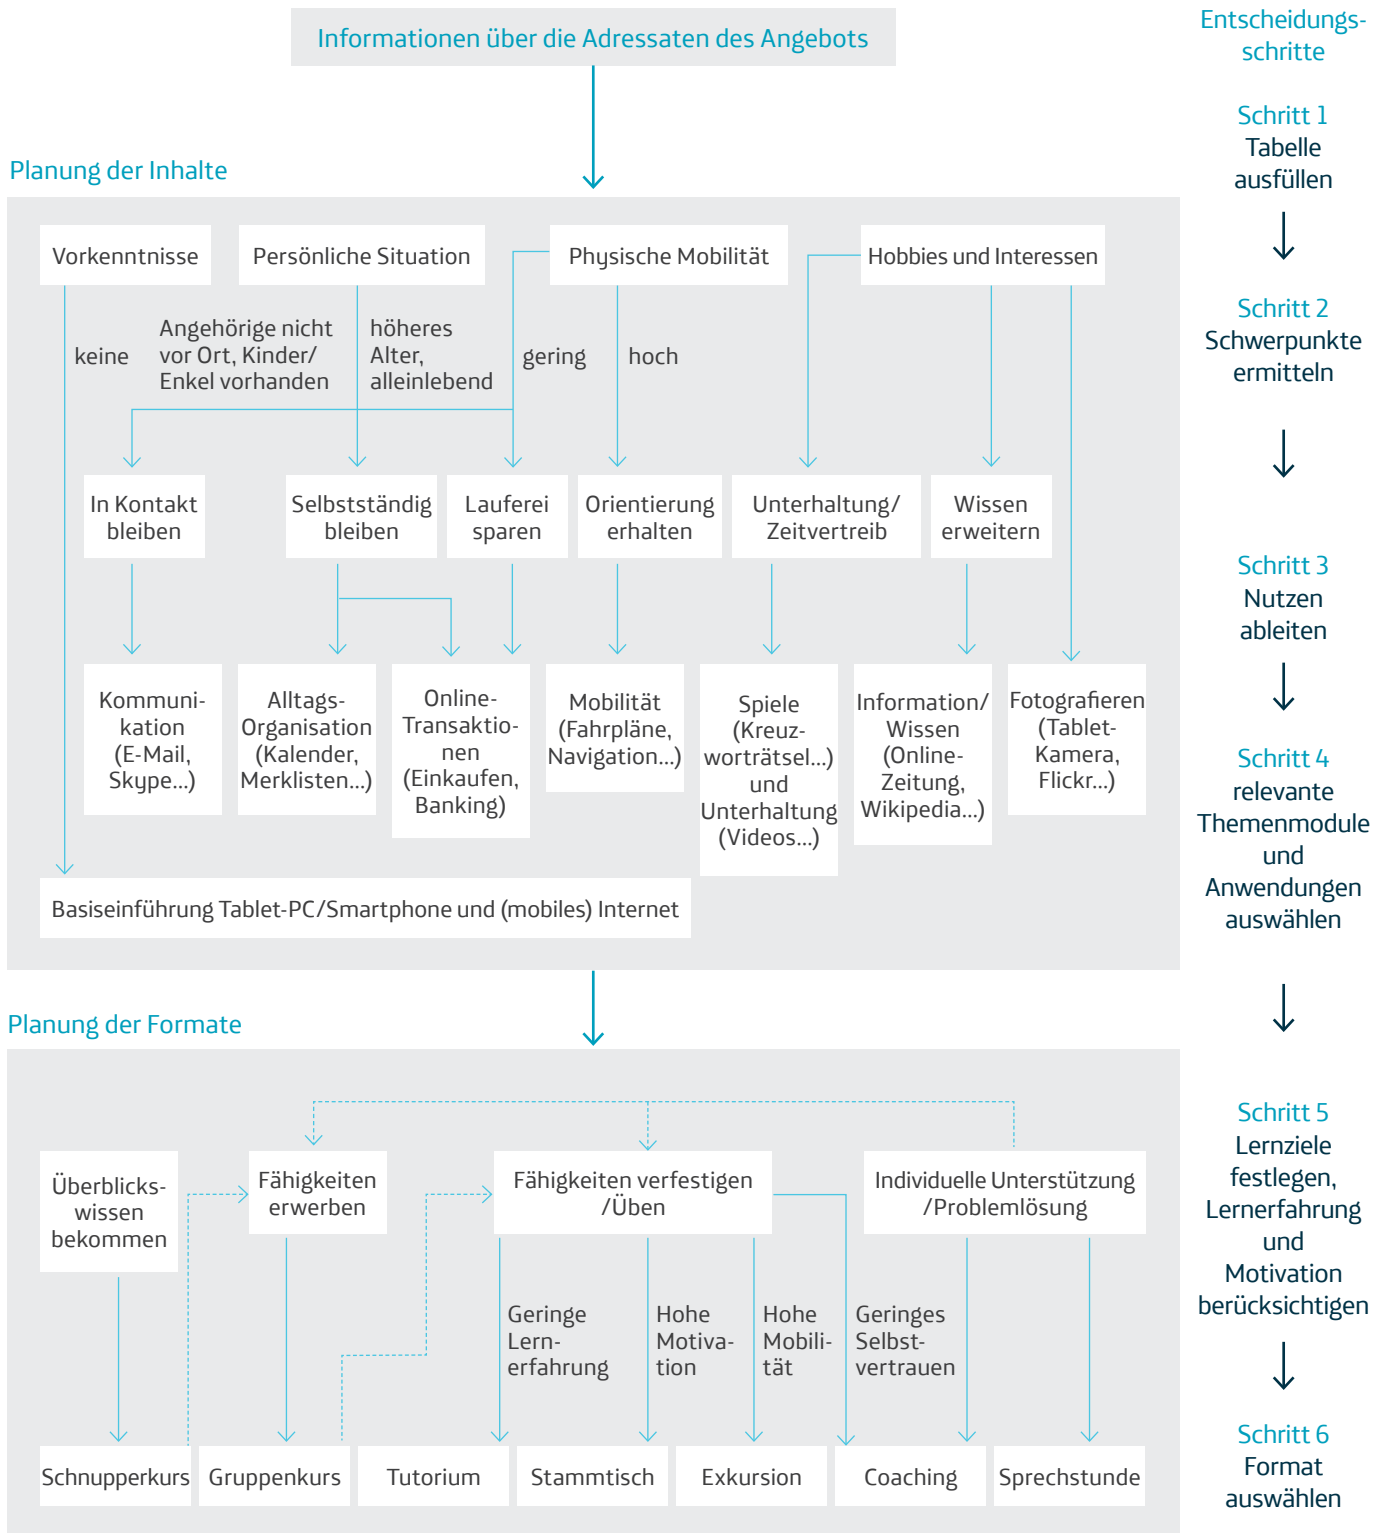 Informationen über die Adressaten des Angebots
Entscheidungs-
schritte
Schritt 1
Tabelle
ausfüllen
Planung der Inhalte
Vorkenntnisse
Persönliche Situation
Physische Mobilität
Hobbies und Interessen
keine
Angehörige nicht
vor Ort, Kinder/
Enkel vorhanden
höheres
Alter,
alleinlebend
gering
hoch
Schritt 2
Schwerpunkte
ermitteln
In Kontakt
bleiben
Selbstständig
bleiben
Lauferei
sparen
Orientierung
erhalten
Unterhaltung/
Zeitvertreib
Wissen
erweitern
Schritt 3
Nutzen
ableiten
Kommuni-
kation
(E-Mail,
Skype...)
Alltags-
Organisation
(Kalender,
Merklisten...)
Online-
Transaktio-
nen
(Einkaufen,
Banking)
Mobilität
(Fahrpläne,
Navigation...)
Spiele
(Kreuz-
worträtsel...)
und
Unterhaltung
(Videos...)
Information/
Wissen
(Online-
Zeitung,
Wikipedia...)
Fotografieren
(Tablet-
Kamera,
Flickr...)
Schritt 4
relevante
Themenmodule
und
Anwendungen
auswählen
Basiseinführung Tablet-PC/Smartphone und (mobiles) Internet
Planung der Formate
Überblicks-
wissen
bekommen
Fähigkeiten
erwerben
Fähigkeiten verfestigen
/Üben
Individuelle Unterstützung
/Problemlösung
Schritt 5
Lernziele
festlegen,
Lernerfahrung
und
Motivation
berücksichtigen
Geringe
Lern-
erfahrung
Hohe
Motiva-
tion
Hohe
Mobili-
tät
Geringes
Selbst-
vertrauen
Schnupperkurs
Gruppenkurs
Tutorium
Stammtisch
Exkursion
Coaching
Sprechstunde
Schritt 6
Format
auswählen